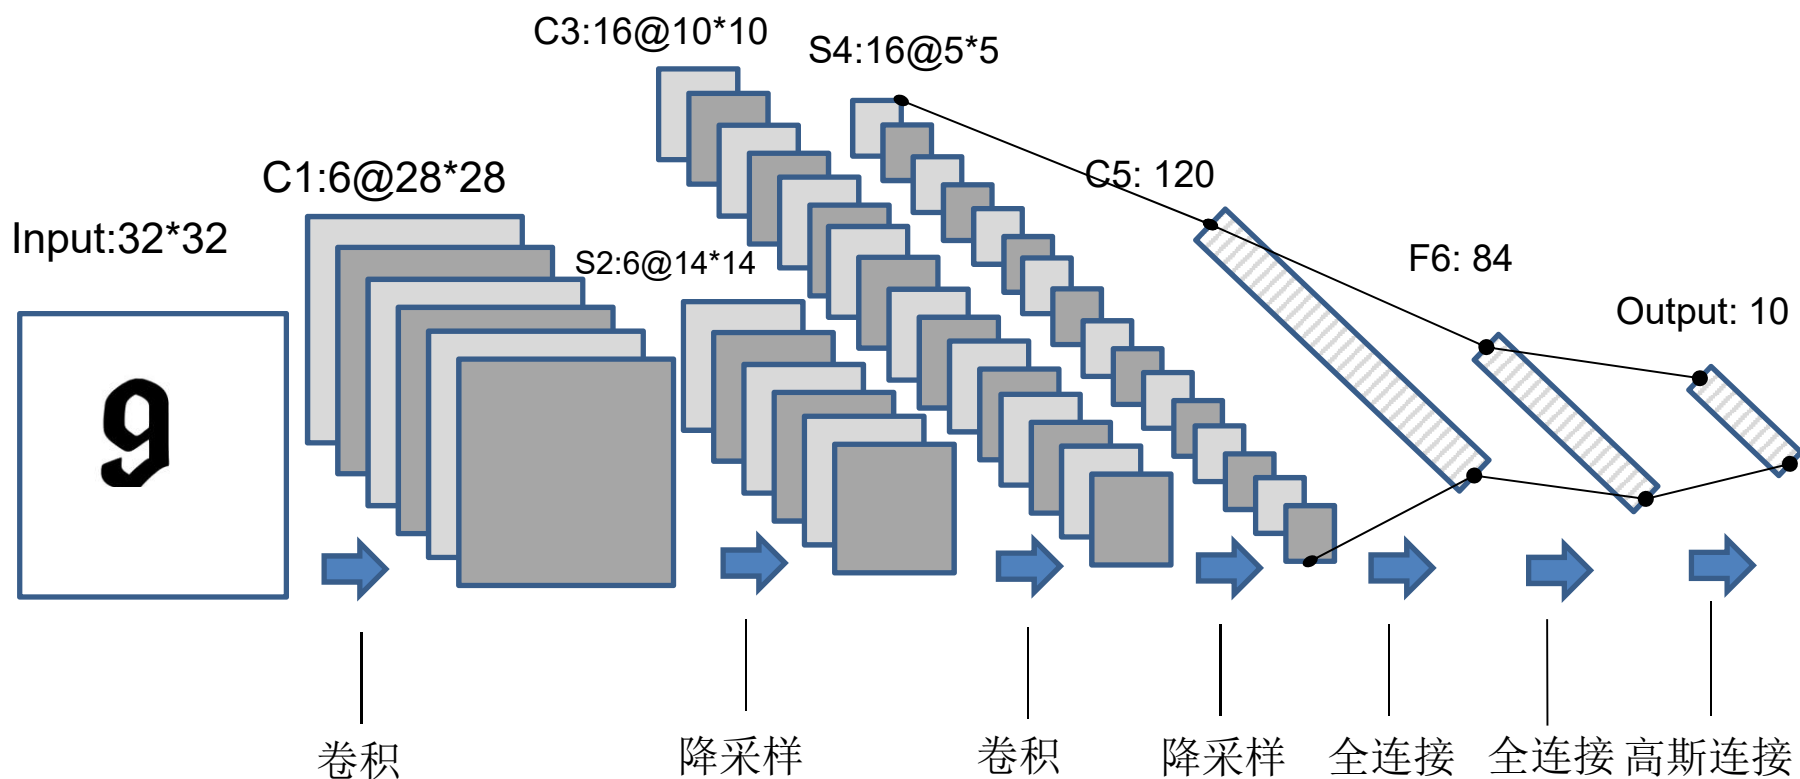 C3:16@10*10
S4:16@5*5
C1:6@28*28
C5: 120
Input:32*32
S2:6@14*14
F6: 84
Output: 10
9
卷积
降采样
卷积
降采样
全连接
全连接
高斯连接